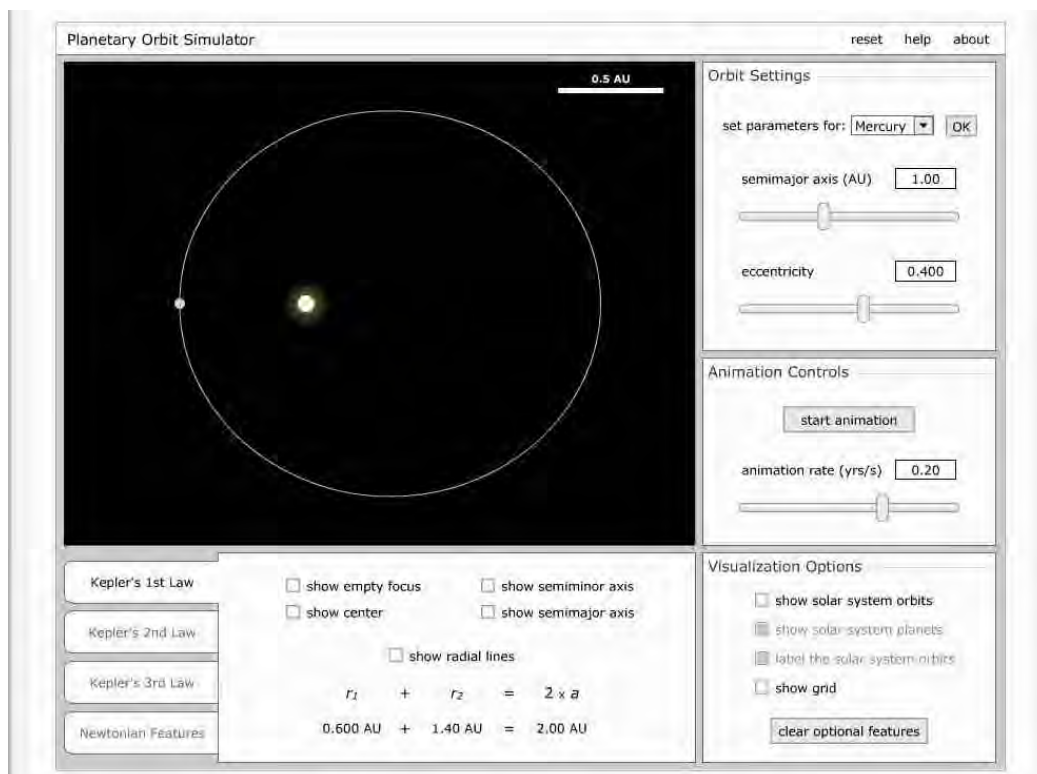 Planetary Orbit Simulator
reset help about
0.5 AU
Orbit Settings
set parameters for: Mercury OK
semimajor axis (AU) 1.00
eccentricity 0.400
Animation Controls
start animation
animation rate (yrs/s) 0.20
Kepler's 1st Law
Kepler's 2nd Law
Kepler's 3rd Law
Newtonian Features
show empty focus show semiminor axis
show center show semimajor axis
show radial lines
r1 + r2 = 2 x a
0.600 AU + 1.40 AU = 2.00 AU
Visualization Options
show solar system orbits
show solar system planets
label the solar system orbits
show grid
clear optional features